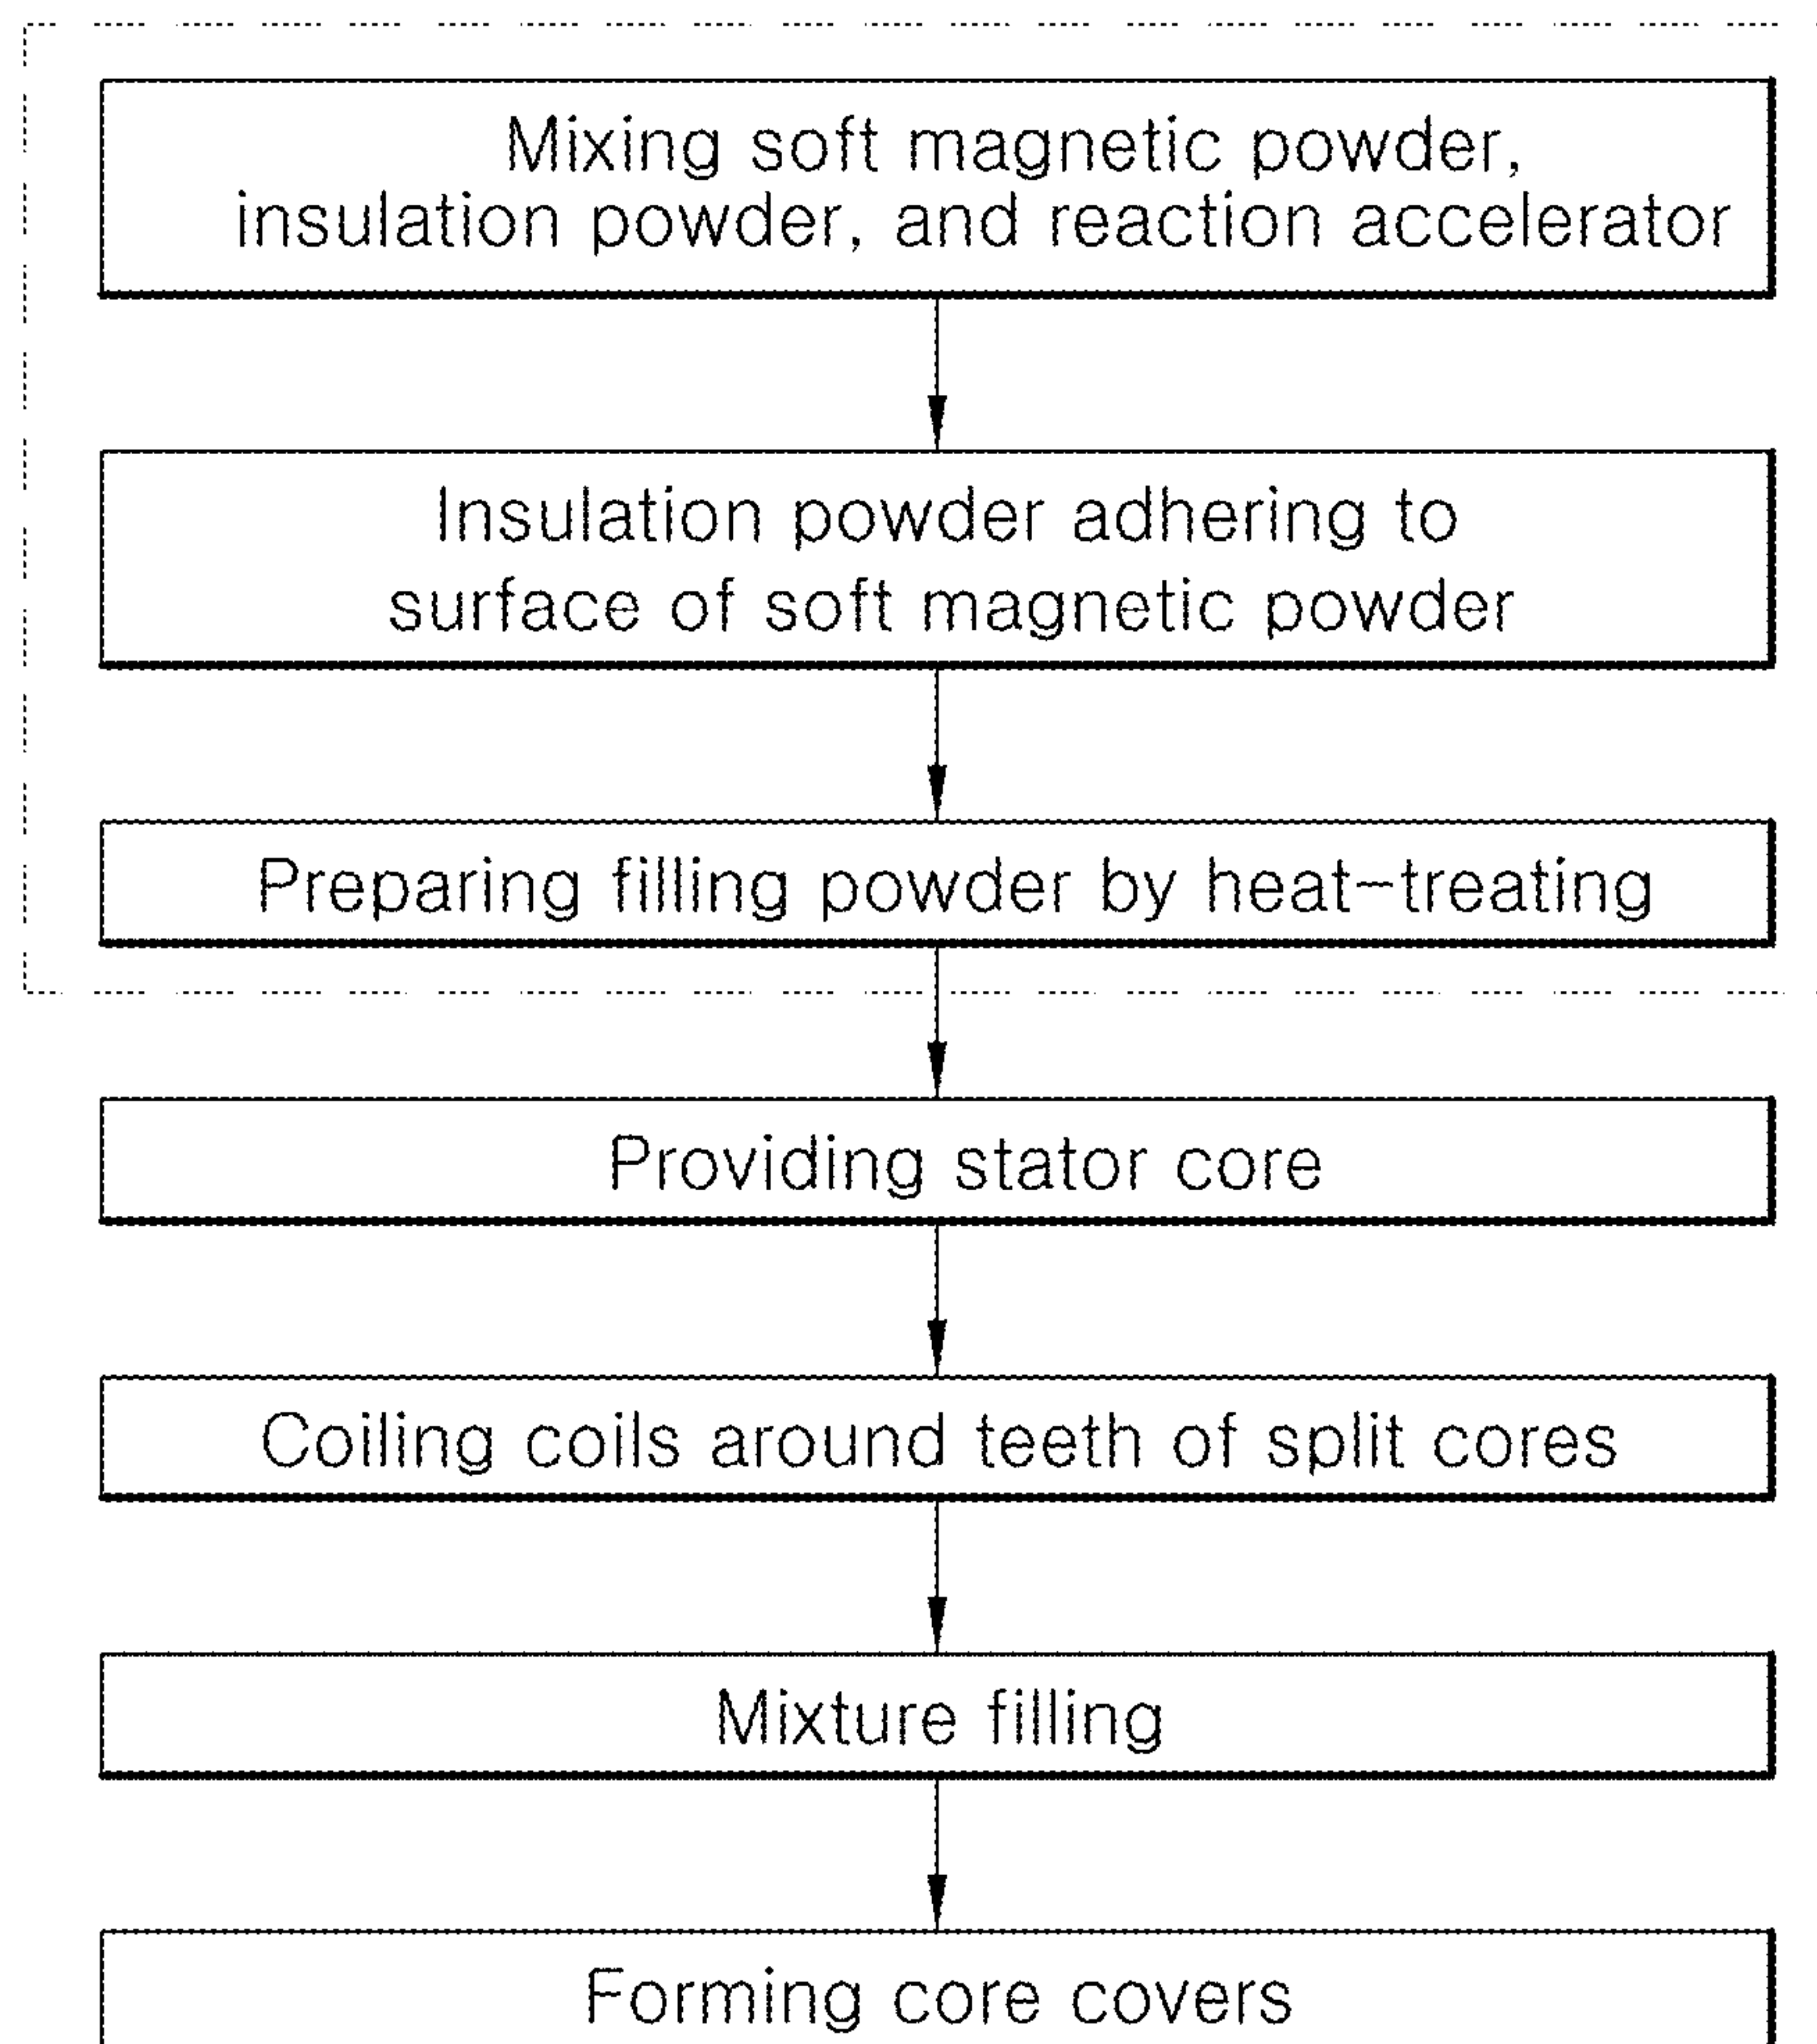 Mixing soft magnetic powder,
insulation powder, and reaction accelerator
Insulation powder adhering to
surface of soft magnetic powder
Preparing filling powder by heat-treating
Providing stator core
Coiling coils around teeth of split cores
Mixture filling
Forming core covers